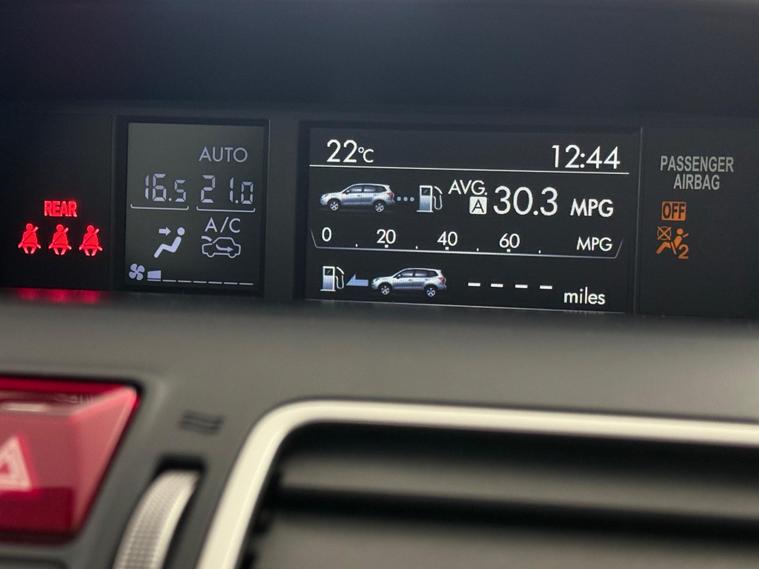 REAR
AUTO
16.5 21.0
A/C
22°C 12:44
AVG.
A 30.3 MPG
0 . 20 . 40 . 60 . MPG
---- miles
PASSENGER
AIRBAG
OFF
2